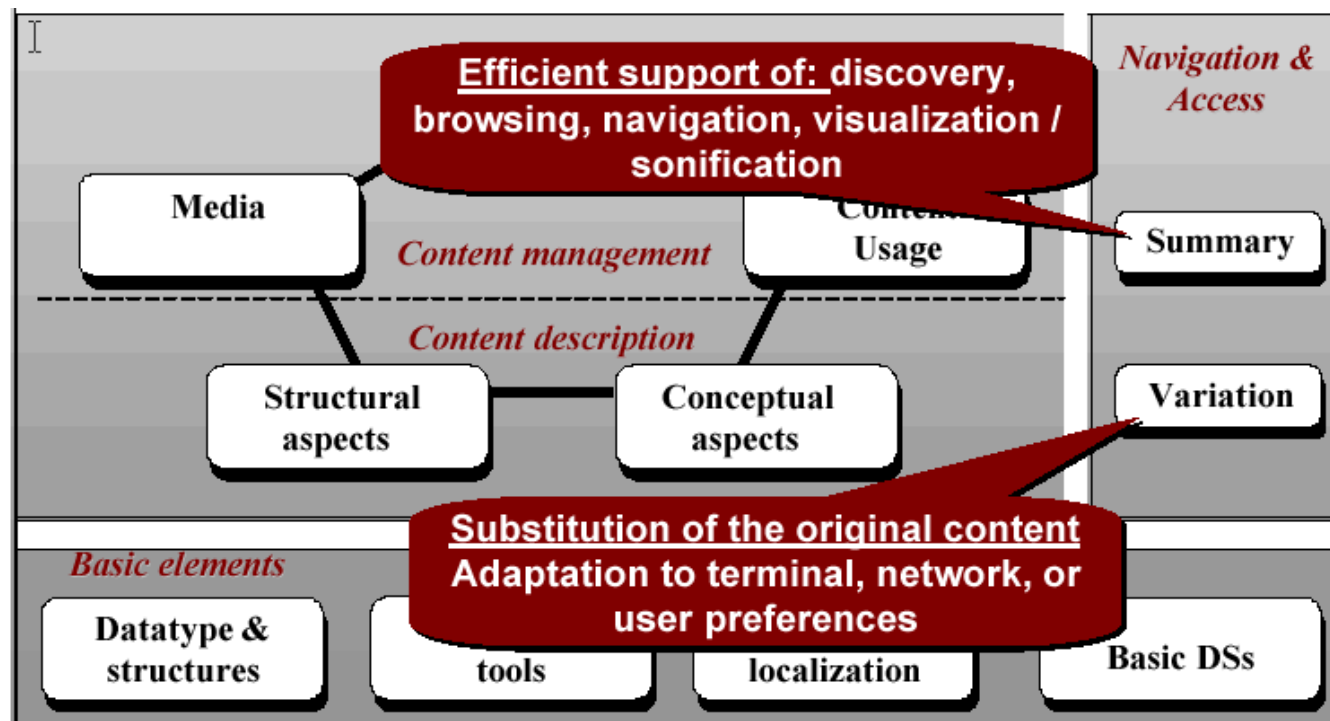 Efficient support of: discovery,
browsing, navigation, visualization /
sonification
Navigation &
Access
Media
Usage
Content management
Summary
Content description
Structural
aspects
Conceptual
aspects
Variation
Substitution of the original content
Adaptation to terminal, network, or
user preferences
Basic elements
Datatype &
structures
tools
localization
Basic DSs